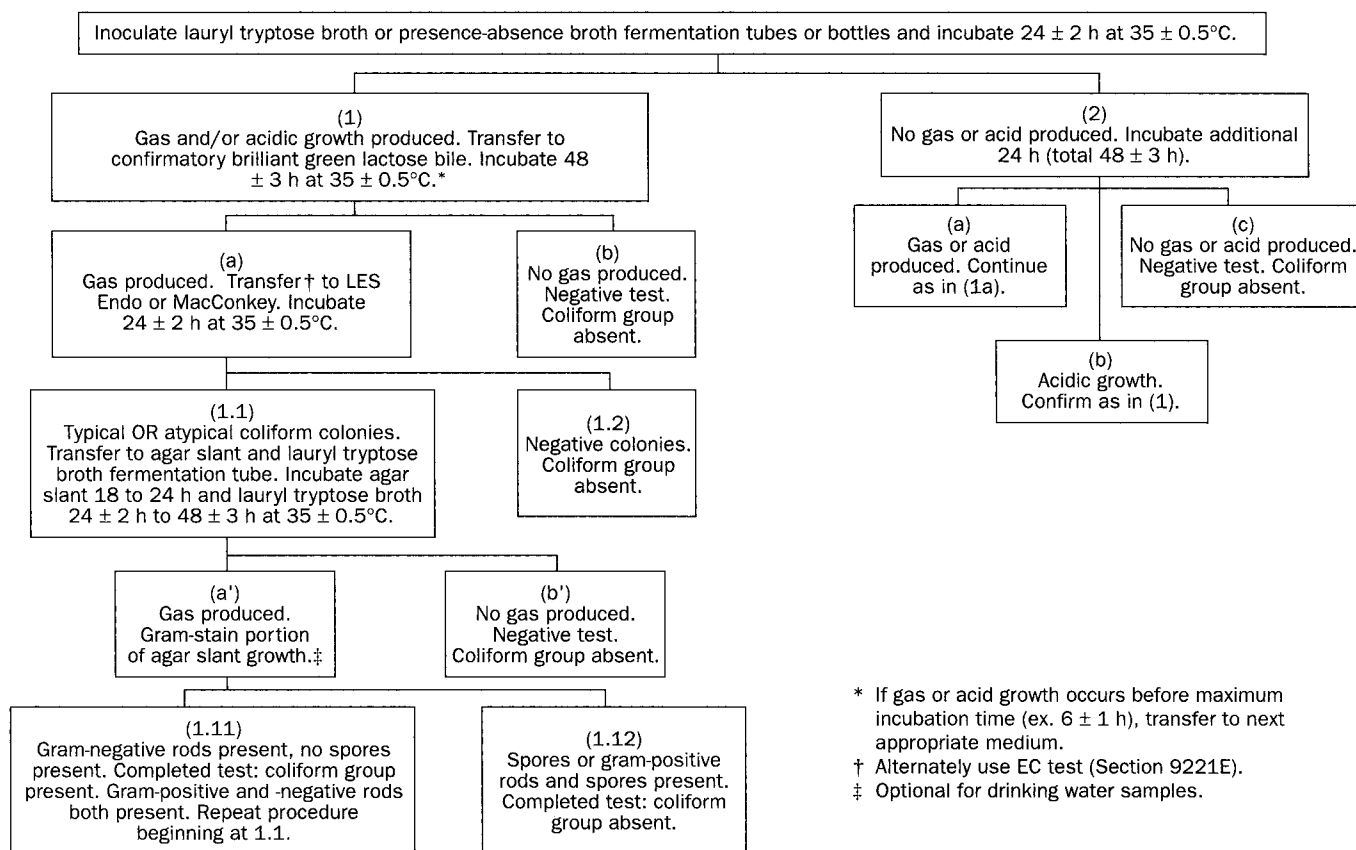 Inoculate lauryl tryptose broth or presence-absence broth fermentation tubes or bottles and incubate 24 ± 2 h at 35 ± 0.5°C.
(1)
Gas and/or acidic growth produced. Transfer to
confirmatory brilliant green lactose bile. Incubate 48
± 3 h at 35 ± 0.5°C.*
(2)
No gas or acid produced. Incubate additional
24 h (total 48 ± 3 h).
(a)
Gas produced. Transfer† to LES
Endo or MacConkey. Incubate
24 ± 2 h at 35 ± 0.5°C.
(b)
No gas produced.
Negative test.
Coliform group
absent.
(a)
Gas or acid
produced. Continue
as in (1a).
(c)
No gas or acid produced.
Negative test. Coliform
group absent.
(b)
Acidic growth.
Confirm as in (1).
(1.1)
Typical OR atypical coliform colonies.
Transfer to agar slant and lauryl tryptose
broth fermentation tube. Incubate agar
slant 18 to 24 h and lauryl tryptose broth
24 ± 2 h to 48 ± 3 h at 35 ± 0.5°C.
(1.2)
Negative colonies.
Coliform group
absent.
(a')
Gas produced.
Gram-stain portion
of agar slant growth.‡
(b')
No gas produced.
Negative test.
Coliform group absent.
(1.11)
Gram-negative rods present, no spores
present. Completed test: coliform group
present. Gram-positive and -negative rods
both present. Repeat procedure
beginning at 1.1.
(1.12)
Spores or gram-positive
rods and spores present.
Completed test: coliform
group absent.
* If gas or acid growth occurs before maximum
incubation time (ex. 6 ± 1 h), transfer to next
appropriate medium.
† Alternately use EC test (Section 9221E).
‡ Optional for drinking water samples.